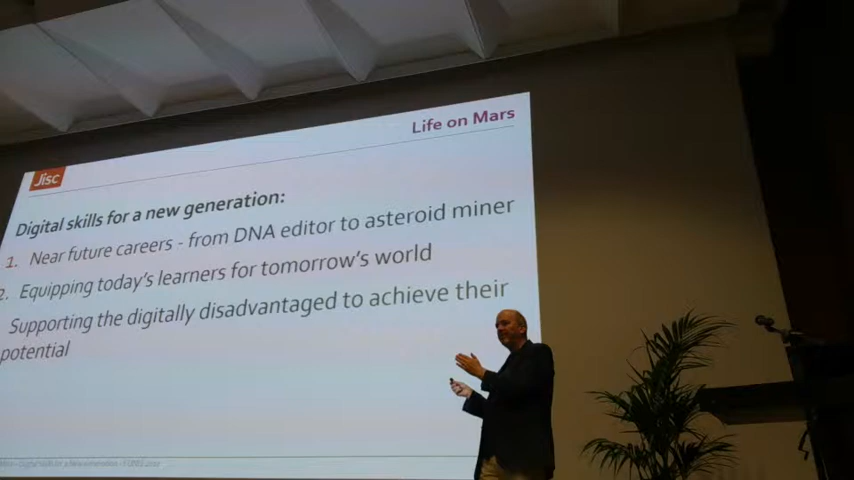 Life on Mars
Jisc
Digital skills for a new generation:
1. Near future careers - from DNA editor to asteroid miner
2. Equipping today's learners for tomorrow's world
Supporting the digitally disadvantaged to achieve their
potential